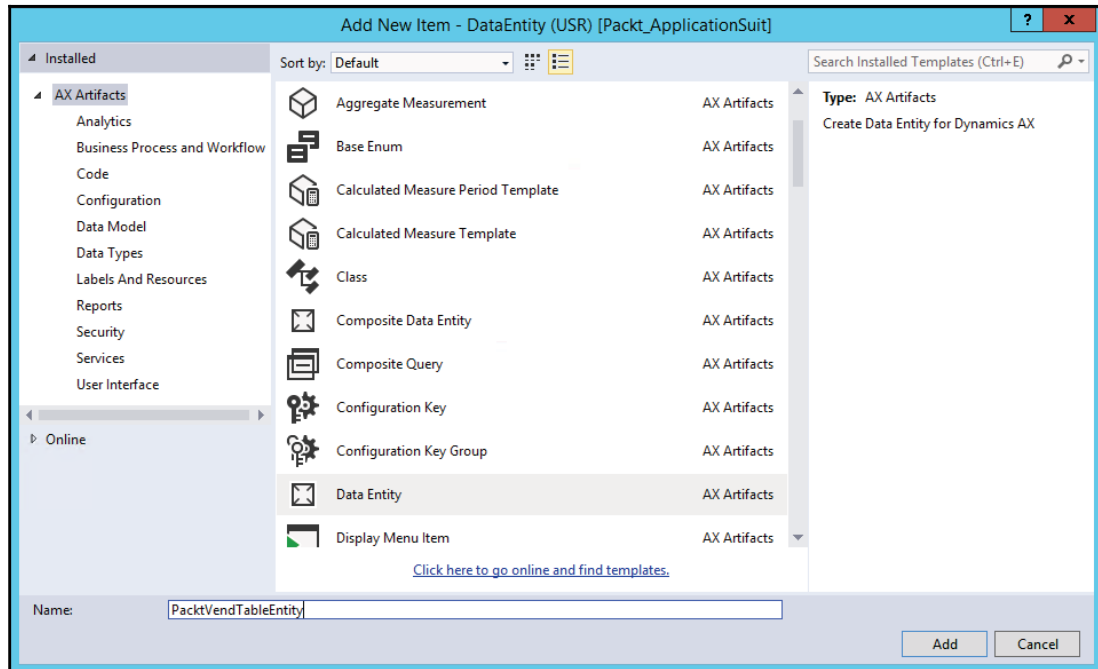 Add New Item - DataEntity (USR) [Packt_ApplicationSuit]
? x
Installed
Sort by: Default
Search Installed Templates (Ctrl+E)
AX Artifacts
Analytics
Business Process and Workflow
Code
Configuration
Data Model
Data Types
Labels And Resources
Reports
Security
Services
User Interface
Online
Aggregate Measurement AX Artifacts
Base Enum AX Artifacts
Calculated Measure Period Template AX Artifacts
Calculated Measure Template AX Artifacts
Class AX Artifacts
Composite Data Entity AX Artifacts
Composite Query AX Artifacts
Configuration Key AX Artifacts
Configuration Key Group AX Artifacts
Data Entity AX Artifacts
Display Menu Item AX Artifacts
Click here to go online and find templates.
Type: AX Artifacts
Create Data Entity for Dynamics AX
Name: PacktVendTableEntity
Add Cancel